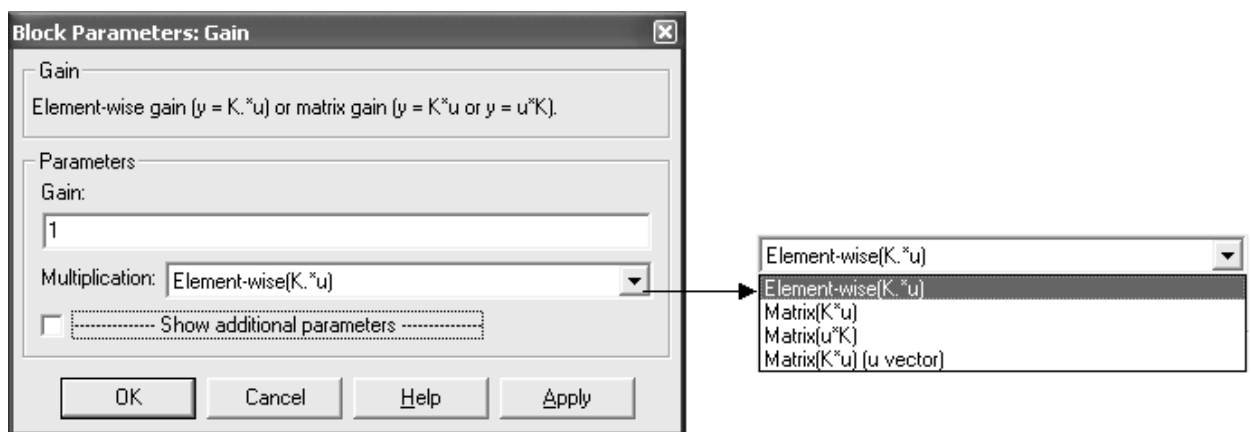 Block Parameters: Gain
Gain
Element-wise gain (y = K.*u) or matrix gain (y = K*u or y = u*K).
Parameters
Gain:
1
Multiplication: Element-wise(K.*u)
-------------- Show additional parameters --------------
OK Cancel Help Apply
Element-wise(K.*u)
Element-wise(K.*u)
Matrix(K*u)
Matrix(u*K)
Matrix(K*u) (u vector)